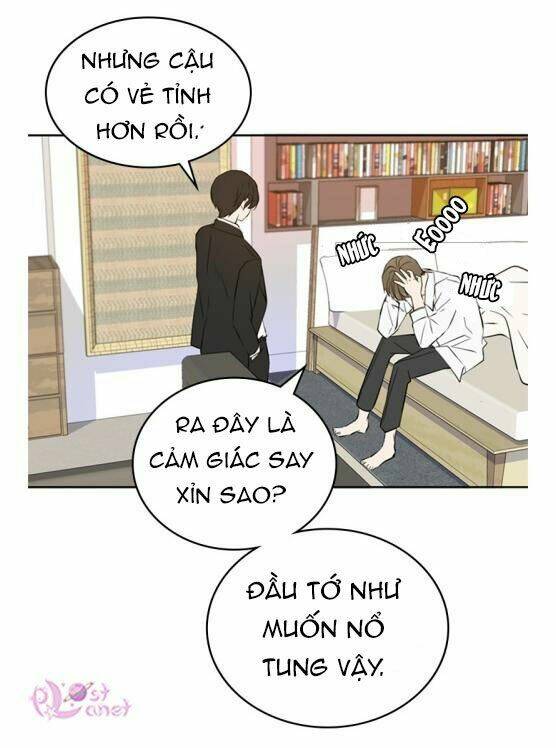 NHƯNG CẬU
CÓ VẺ TỈNH
HƠN RỒI.
NHỨC
EOOOO
NHỨC
RA ĐÂY LÀ
CẢM GIÁC SAY
XỈN SAO?
ĐẦU TỚ NHƯ
MUỐN NỔ
TUNG VẬY.
Lost
Planet